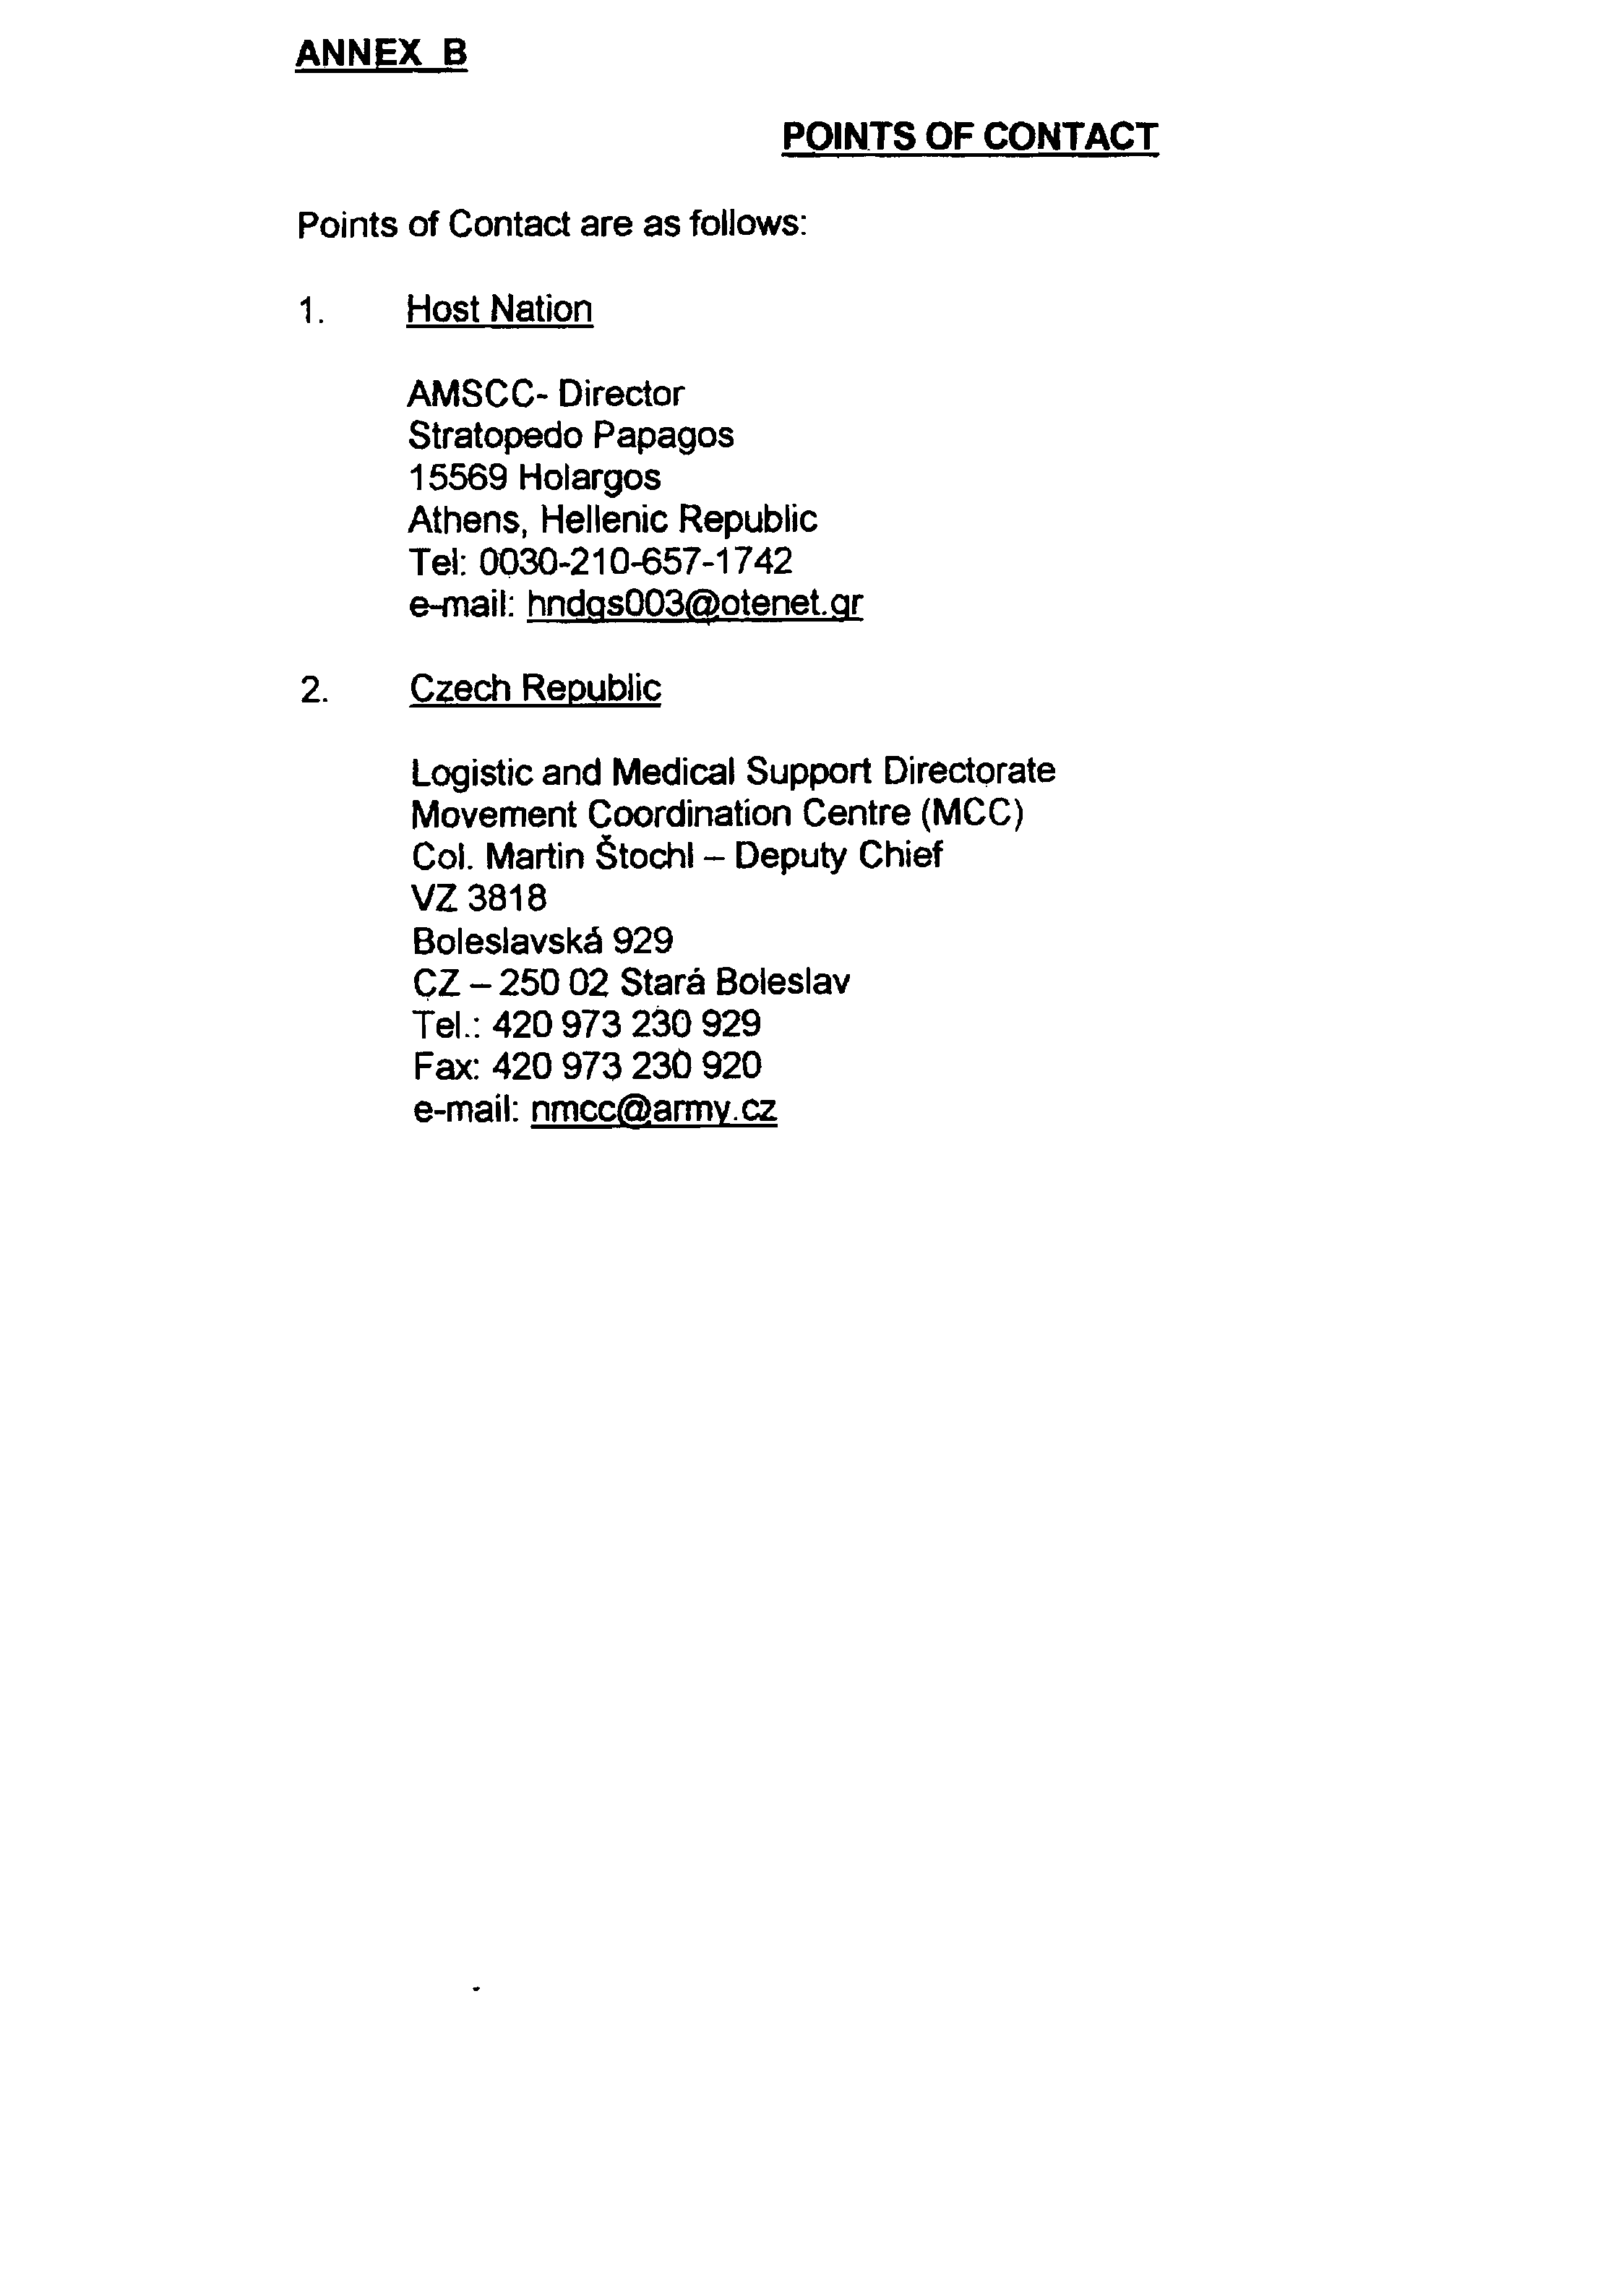 ANNEX B
POINTS OF CONTACT
Points of Contact are as follows:
1. Host Nation
AMSCC- Director
Stratopedo Papagos
15569 Holargos
Athens, Hellenic Republic
Tel: 0030-210-657-1742
e-mail: hndgs003@otenet.gr
2. Czech Republic
Logistic and Medical Support Directorate
Movement Coordination Centre (MCC)
Col. Martin Štochl – Deputy Chief
VZ 3818
Boleslavská 929
CZ – 250 02 Stará Boleslav
Tel.: 420 973 230 929
Fax: 420 973 230 920
e-mail: nmcc@army.cz